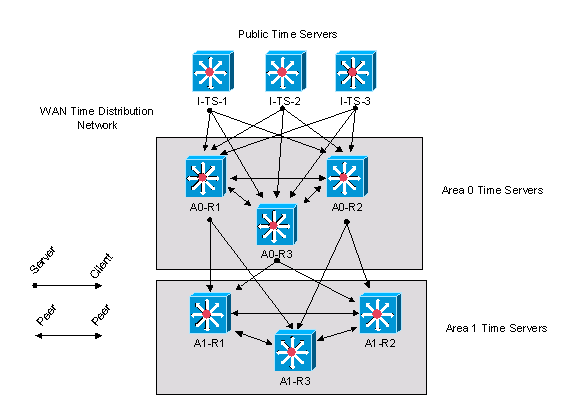 Public Time Servers
I-TS-1
I-TS-2
I-TS-3
WAN Time Distribution
Network
A0-R1
A0-R2
Area 0 Time Servers
A0-R3
Server
Client
Peer
Peer
A1-R1
A1-R2
Area 1 Time Servers
A1-R3